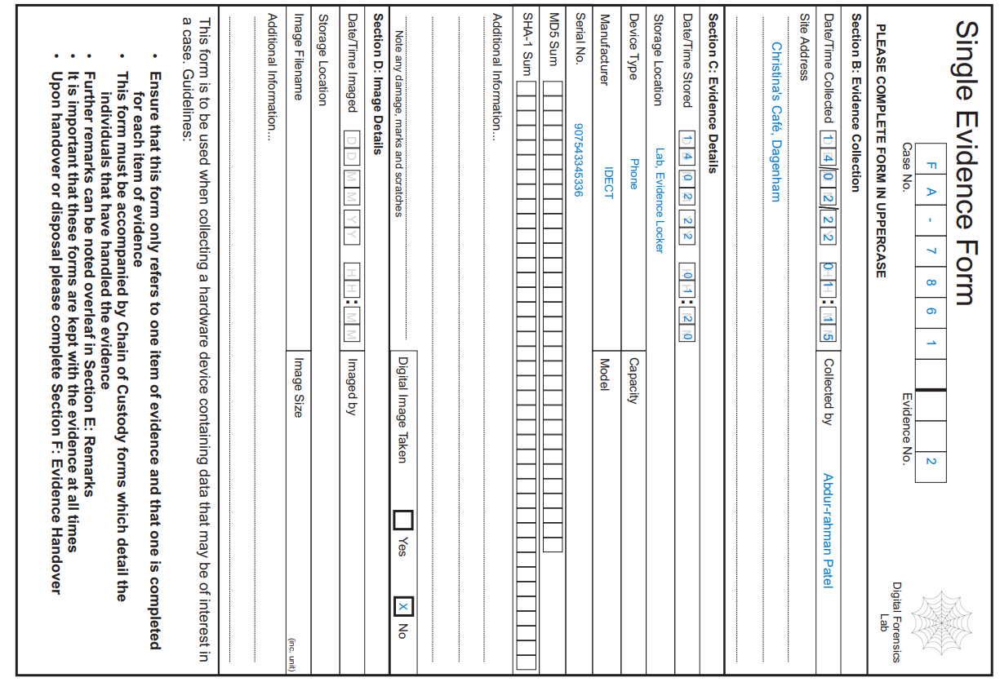 Single Evidence Form
F A - 7 8 6 1 2
Case No. Evidence No.
Digital Forensics
Lab
PLEASE COMPLETE FORM IN UPPERCASE
Section B: Evidence Collection
Date/Time Collected 14/02/22 01:15 Collected by Abdur-rahman Patel
Site Address
Christina's Café, Dagenham
Section C: Evidence Details
Date/Time Stored 14 02 22 01:20
Storage Location Lab, Evidence Locker
Device Type Phone Capacity
Manufacturer IDECT Model
Serial No. 907543345336
MD5 Sum
SHA-1 Sum
Additional Information...
Note any damage, marks and scratches Digital Image Taken Yes X No
Section D: Image Details
Date/Time Imaged DD MM YY HH:MM Imaged by
Storage Location
Image Filename Image Size (inc. unit)
Additional Information...
This form is to be used when collecting a hardware device containing data that may be of interest in
a case. Guidelines:
• Ensure that this form only refers to one item of evidence and that one is completed
for each item of evidence
• This form must be accompanied by Chain of Custody forms which detail the
individuals that have handled the evidence
• Further remarks can be noted overleaf in Section E: Remarks
• It is important that these forms are kept with the evidence at all times
• Upon handover or disposal please complete Section F: Evidence Handover